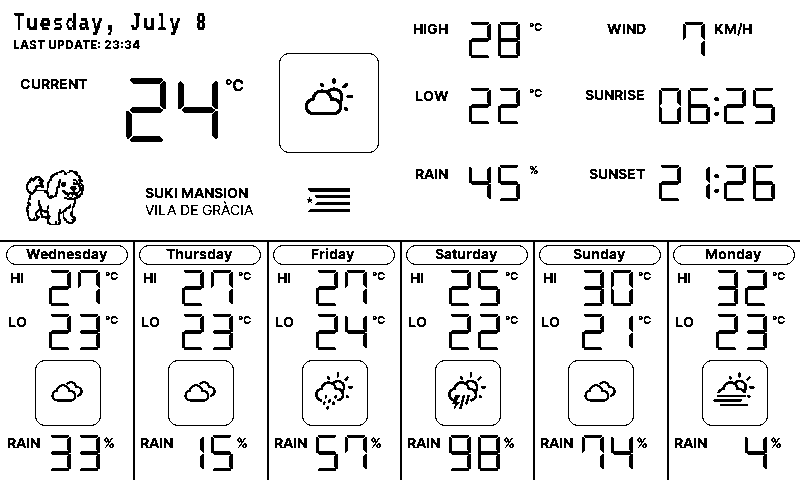 Tuesday, July 8
LAST UPDATE: 23:34
CURRENT 24 °C
SUKI MANSION
VILA DE GRÀCIA
HIGH 28 °C
LOW 22 °C
RAIN 45 %
WIND 7 KM/H
SUNRISE 06:25
SUNSET 21:26
Wednesday
HI 27 °C
LO 23 °C
RAIN 33 %
Thursday
HI 27 °C
LO 23 °C
RAIN 15 %
Friday
HI 27 °C
LO 24 °C
RAIN 57 %
Saturday
HI 25 °C
LO 22 °C
RAIN 98 %
Sunday
HI 30 °C
LO 21 °C
RAIN 74 %
Monday
HI 32 °C
LO 23 °C
RAIN 4 %